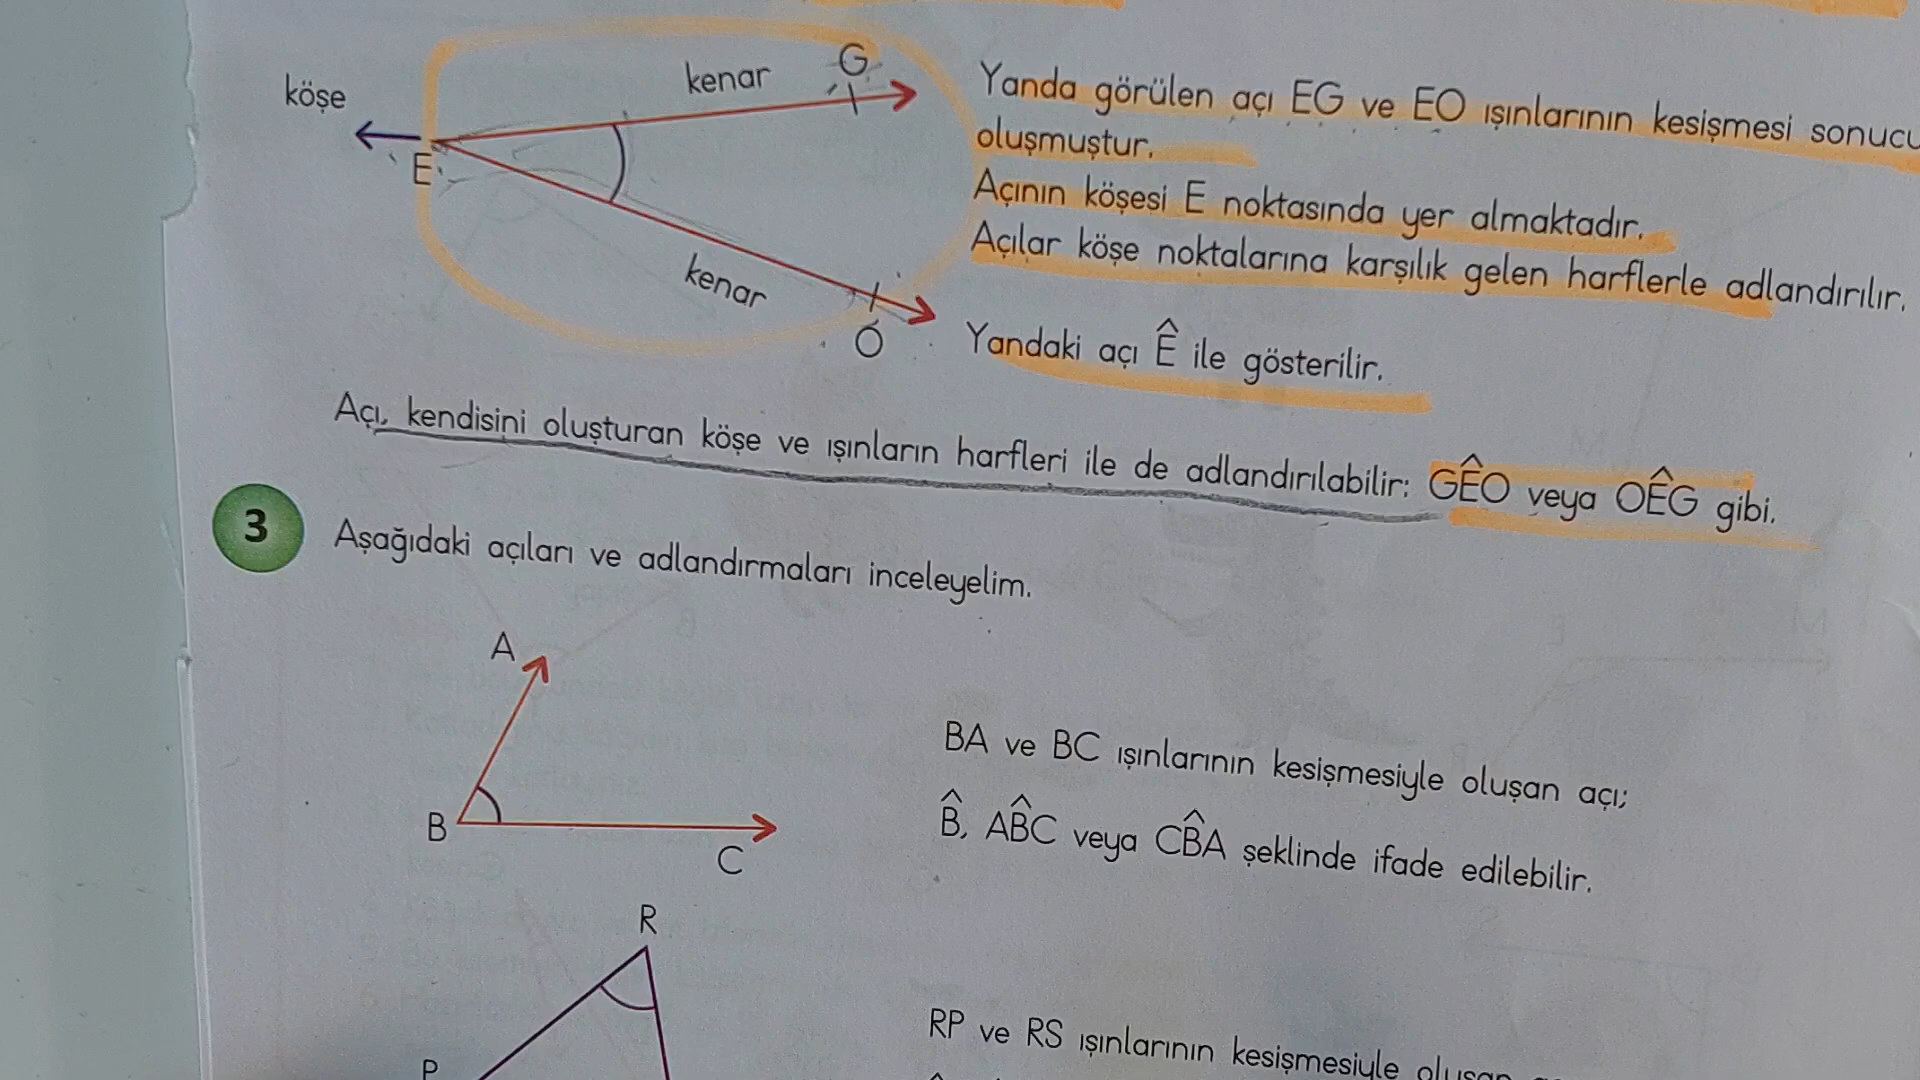 köşe
kenar
G
E
kenar
O
Yanda görülen açı EG ve EO ışınlarının kesişmesi sonucu
oluşmuştur.
Açının köşesi E noktasında yer almaktadır.
Açılar köşe noktalarına karşılık gelen harflerle adlandırılır.
Yandaki açı Ê ile gösterilir.
Açı, kendisini oluşturan köşe ve ışınların harfleri ile de adlandırılabilir: GÊO veya OÊG gibi.
3 Aşağıdaki açıları ve adlandırmaları inceleyelim.
A
B
C
BA ve BC ışınlarının kesişmesiyle oluşan açı;
B̂, AB̂C veya CB̂A şeklinde ifade edilebilir.
R
P
RP ve RS ışınlarının kesişmesiyle oluşan